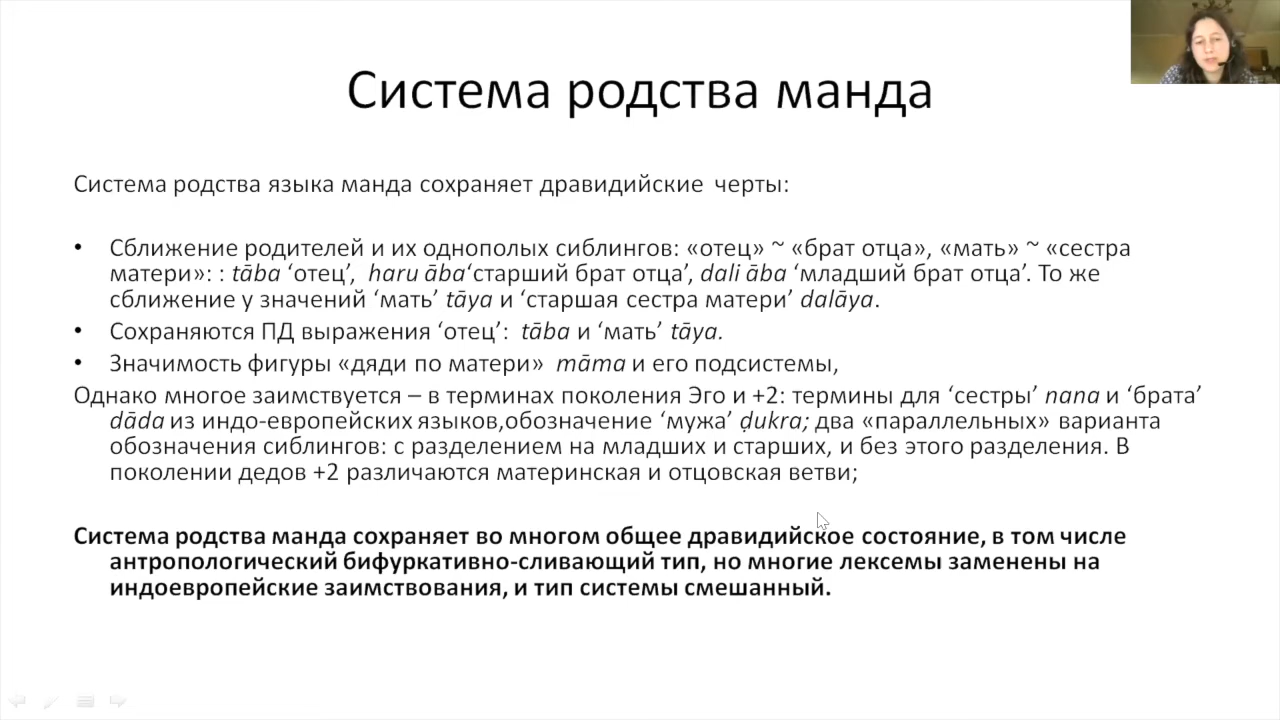 Система родства манда
Система родства языка манда сохраняет дравидийские черты:
• Сближение родителей и их однополых сиблингов: «отец» ~ «брат отца», «мать» ~ «сестра
матери»: : tāba ‘отец’, haru āba‘старший брат отца’, dali āba ‘младший брат отца’. То же
сближение у значений ‘мать’ tāya и ‘старшая сестра матери’ dalāya.
• Сохраняются ПД выражения ‘отец’: tāba и ‘мать’ tāya.
• Значимость фигуры «дяди по матери» māma и его подсистемы,
Однако многое заимствуется – в терминах поколения Эго и +2: термины для ‘сестры’ nana и ‘брата’
dāda из индо-европейских языков,обозначение ‘мужа’ ḍukra; два «параллельных» варианта
обозначения сиблингов: с разделением на младших и старших, и без этого разделения. В
поколении дедов +2 различаются материнская и отцовская ветви;
Система родства манда сохраняет во многом общее дравидийское состояние, в том числе
антропологический бифуркативно-сливающий тип, но многие лексемы заменены на
индоевропейские заимствования, и тип системы смешанный.